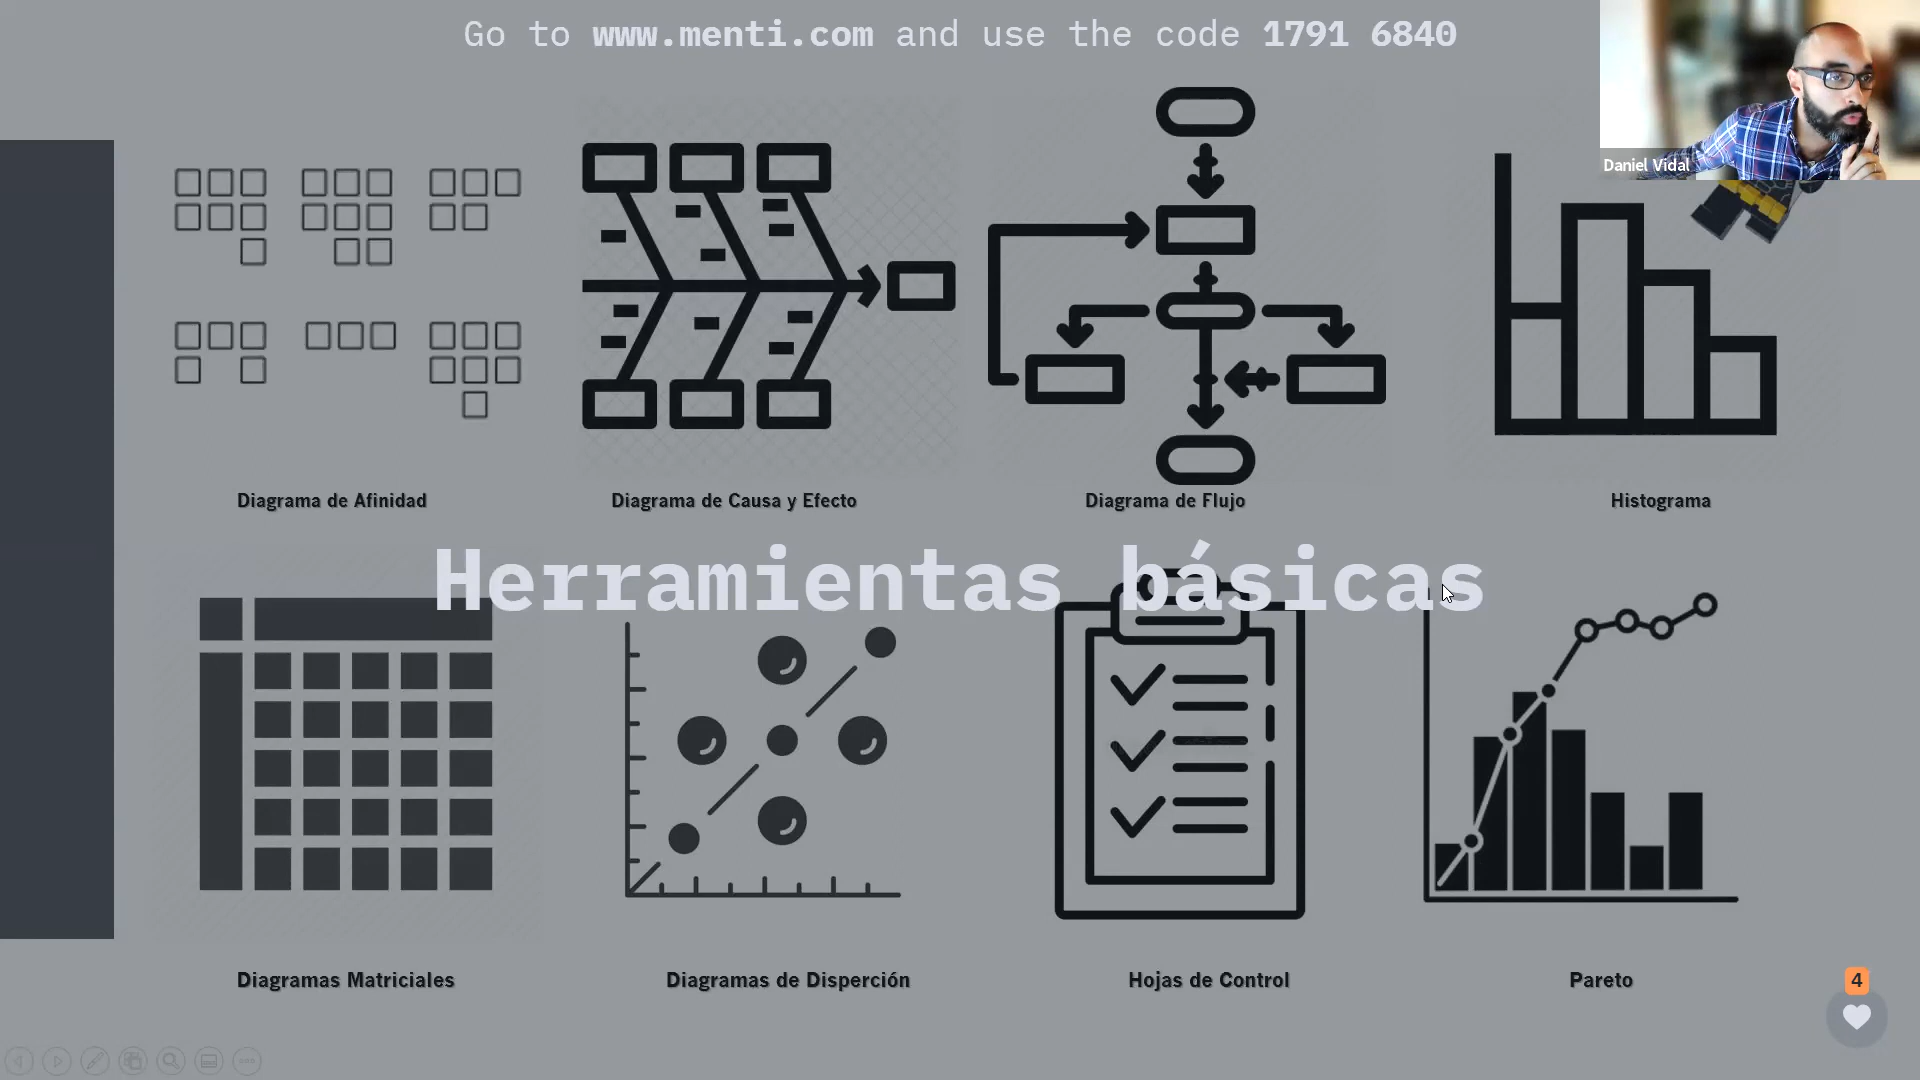 Go to www.menti.com and use the code 1791 6840
Daniel Vidal
Diagrama de Afinidad
Diagrama de Causa y Efecto
Diagrama de Flujo
Histograma
Herramientas básicas
Diagramas Matriciales
Diagramas de Disperción
Hojas de Control
Pareto
4